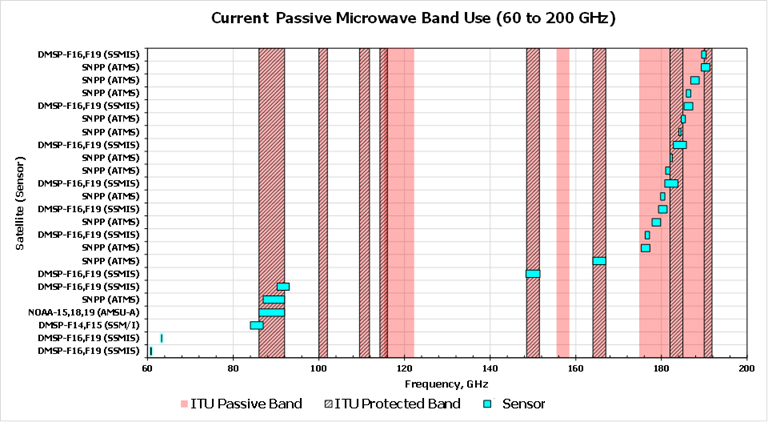 Current Passive Microwave Band Use (60 to 200 GHz)
Satellite (Sensor)
DMSP-F16,F19 (SSMIS)
SNPP (ATMS)
SNPP (ATMS)
SNPP (ATMS)
DMSP-F16,F19 (SSMIS)
SNPP (ATMS)
SNPP (ATMS)
DMSP-F16,F19 (SSMIS)
SNPP (ATMS)
SNPP (ATMS)
DMSP-F16,F19 (SSMIS)
SNPP (ATMS)
DMSP-F16,F19 (SSMIS)
SNPP (ATMS)
DMSP-F16,F19 (SSMIS)
SNPP (ATMS)
SNPP (ATMS)
DMSP-F16,F19 (SSMIS)
DMSP-F16,F19 (SSMIS)
SNPP (ATMS)
NOAA-15,18,19 (AMSU-A)
DMSP-F14,F15 (SSM/I)
DMSP-F16,F19 (SSMIS)
DMSP-F16,F19 (SSMIS)
60 80 100 120 140 160 180 200
Frequency, GHz
ITU Passive Band ITU Protected Band Sensor